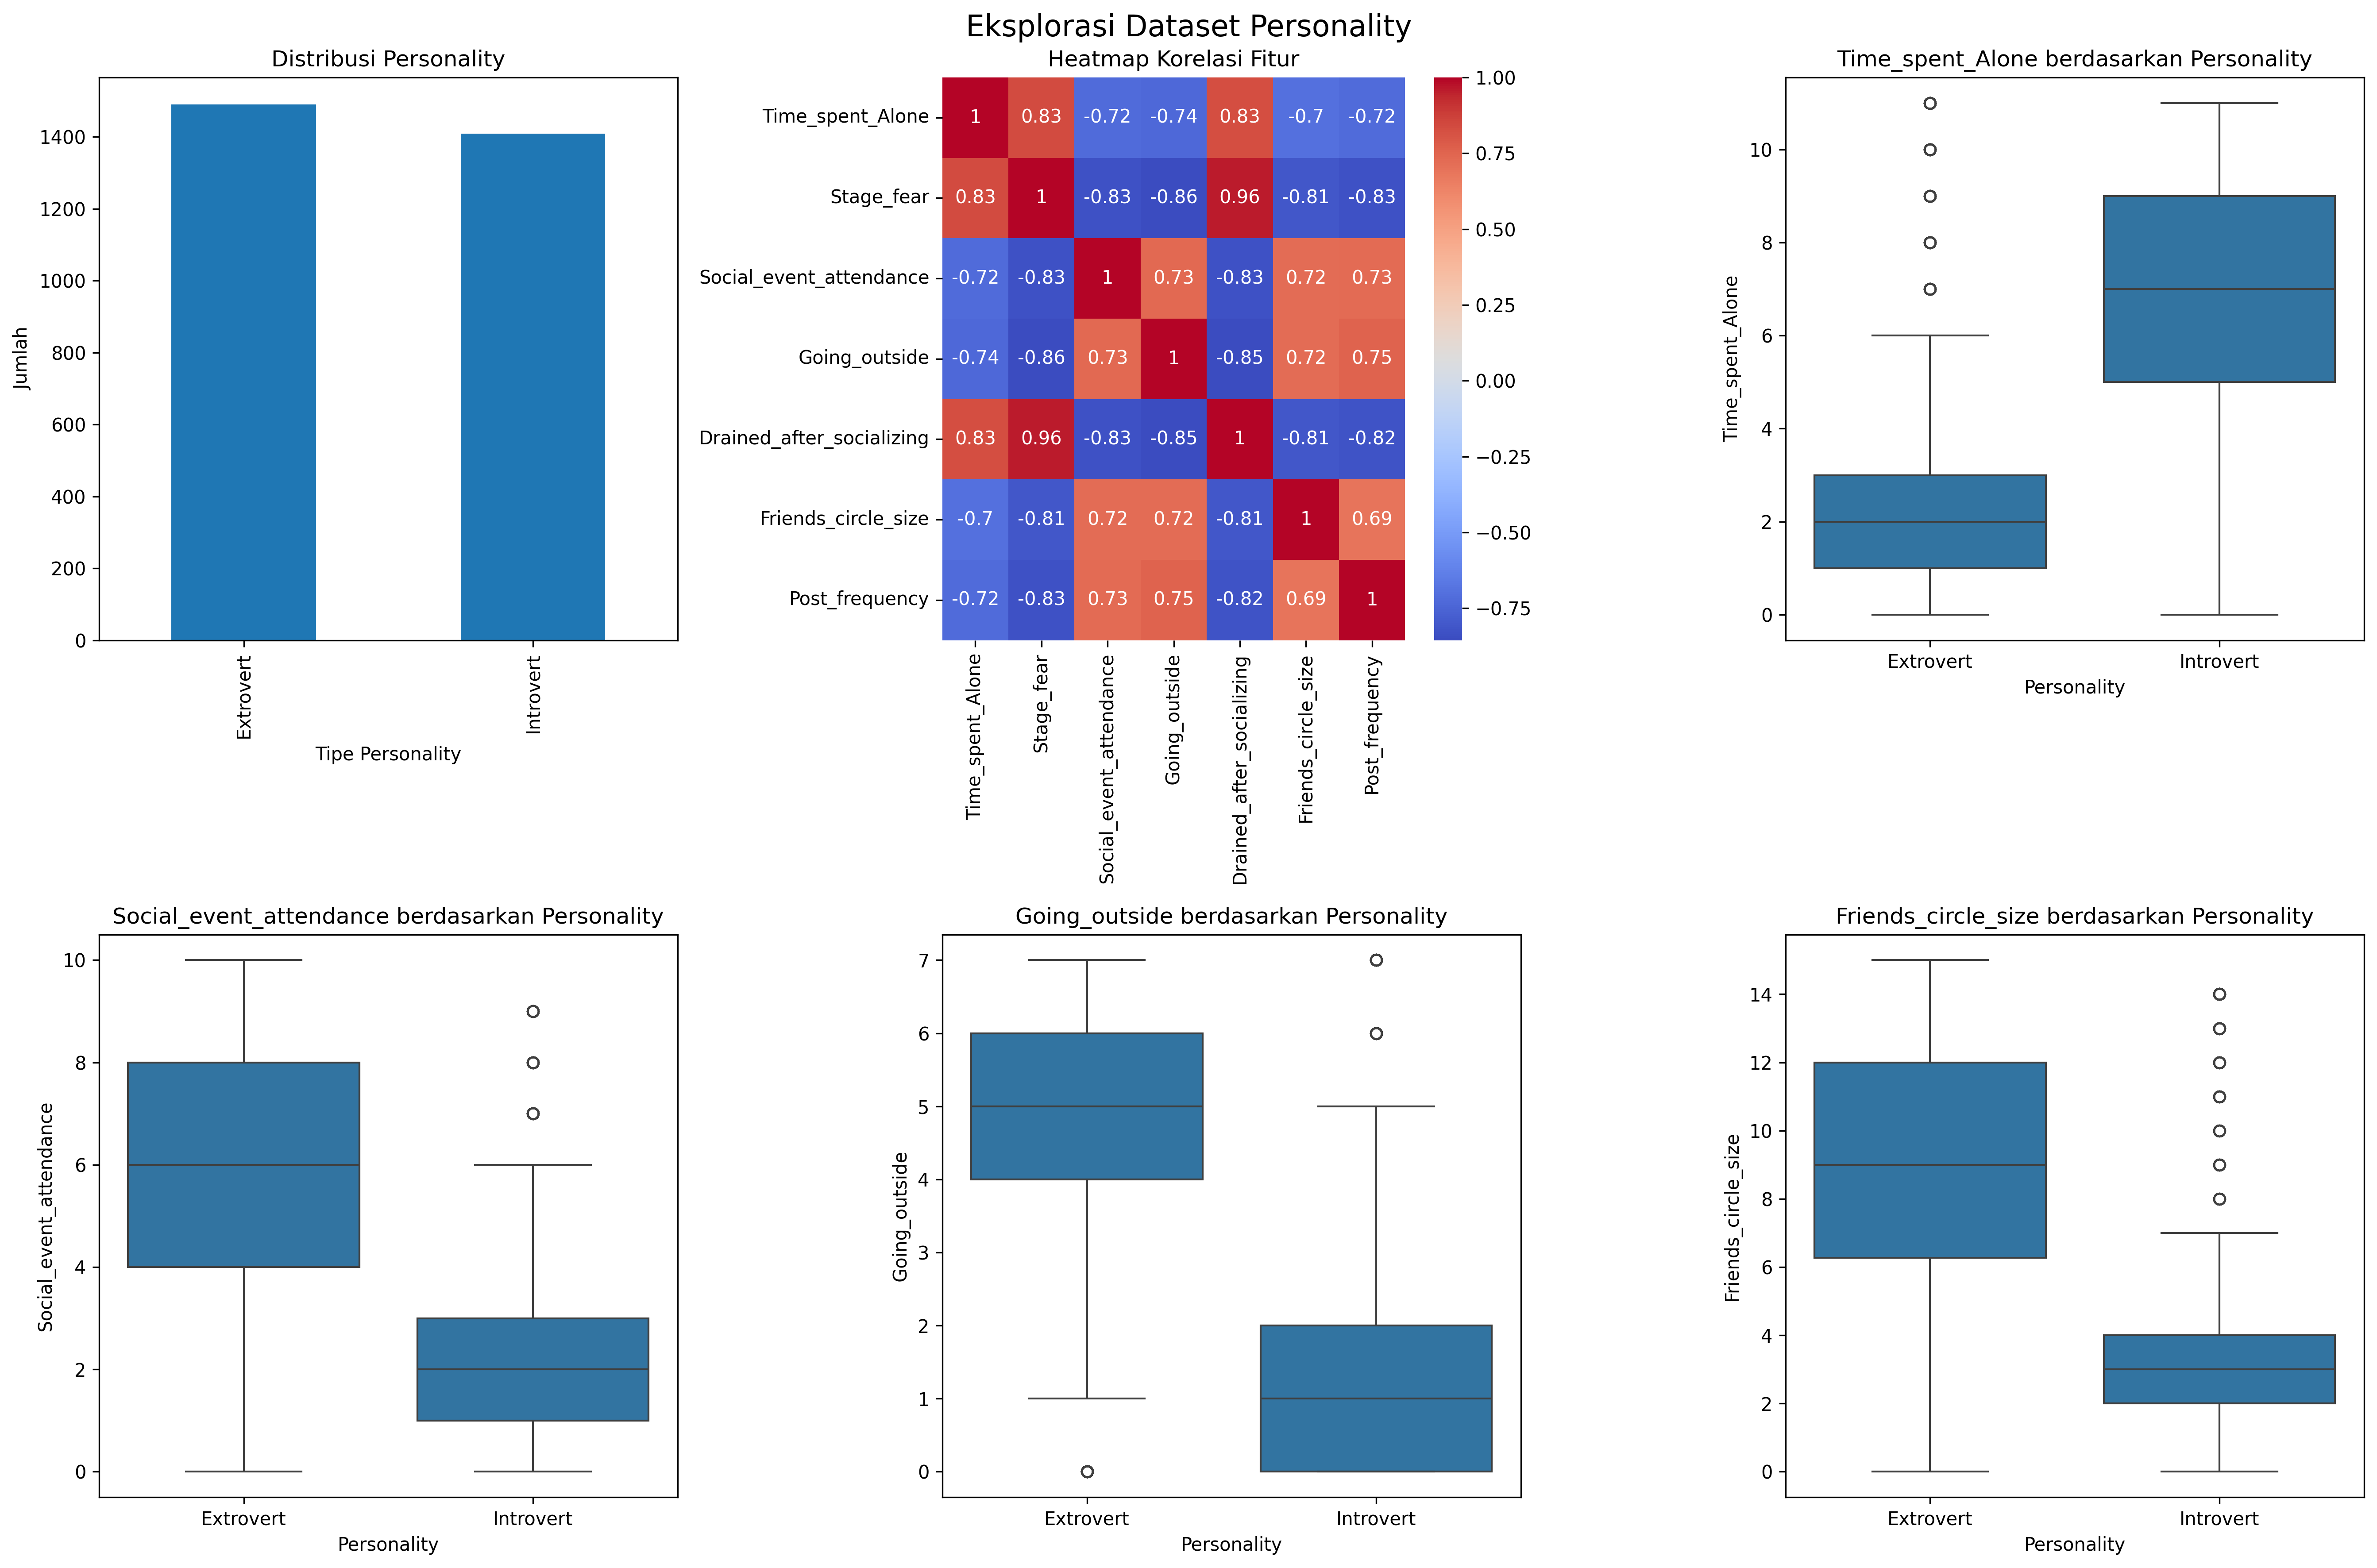 Eksplorasi Dataset Personality
Distribusi Personality
Jumlah
1400
1200
1000
800
600
400
200
0
Extrovert
Introvert
Tipe Personality
Heatmap Korelasi Fitur
Time_spent_Alone 1 0.83 -0.72 -0.74 0.83 -0.7 -0.72
Stage_fear 0.83 1 -0.83 -0.86 0.96 -0.81 -0.83
Social_event_attendance -0.72 -0.83 1 0.73 -0.83 0.72 0.73
Going_outside -0.74 -0.86 0.73 1 -0.85 0.72 0.75
Drained_after_socializing 0.83 0.96 -0.83 -0.85 1 -0.81 -0.82
Friends_circle_size -0.7 -0.81 0.72 0.72 -0.81 1 0.69
Post_frequency -0.72 -0.83 0.73 0.75 -0.82 0.69 1
Time_spent_Alone
Stage_fear
Social_event_attendance
Going_outside
Drained_after_socializing
Friends_circle_size
Post_frequency
1.00
0.75
0.50
0.25
0.00
−0.25
−0.50
−0.75
Time_spent_Alone berdasarkan Personality
Time_spent_Alone
10
8
6
4
2
0
Extrovert Introvert
Personality
Social_event_attendance berdasarkan Personality
Social_event_attendance
10
8
6
4
2
0
Extrovert Introvert
Personality
Going_outside berdasarkan Personality
Going_outside
7
6
5
4
3
2
1
0
Extrovert Introvert
Personality
Friends_circle_size berdasarkan Personality
Friends_circle_size
14
12
10
8
6
4
2
0
Extrovert Introvert
Personality